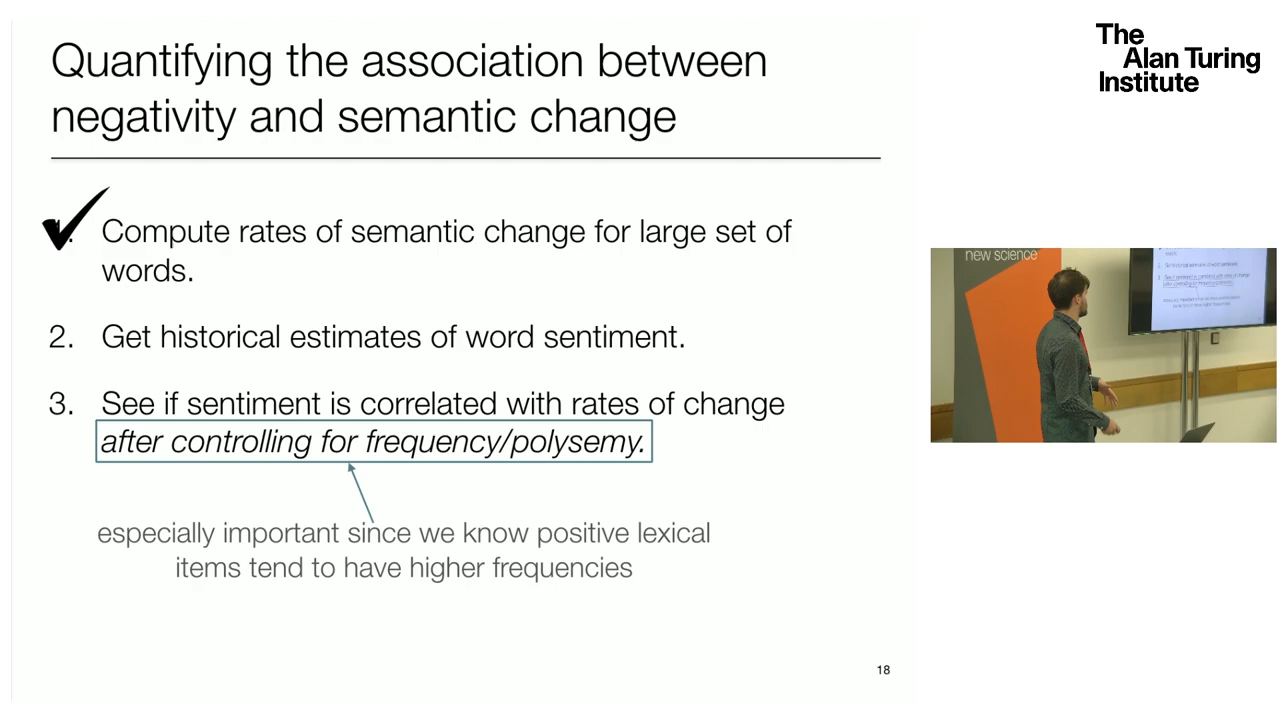 Quantifying the association between
negativity and semantic change
Compute rates of semantic change for large set of
words.
2. Get historical estimates of word sentiment.
3. See if sentiment is correlated with rates of change
after controlling for frequency/polysemy.
especially important since we know positive lexical
items tend to have higher frequencies
18
The
Alan Turing
Institute
new science